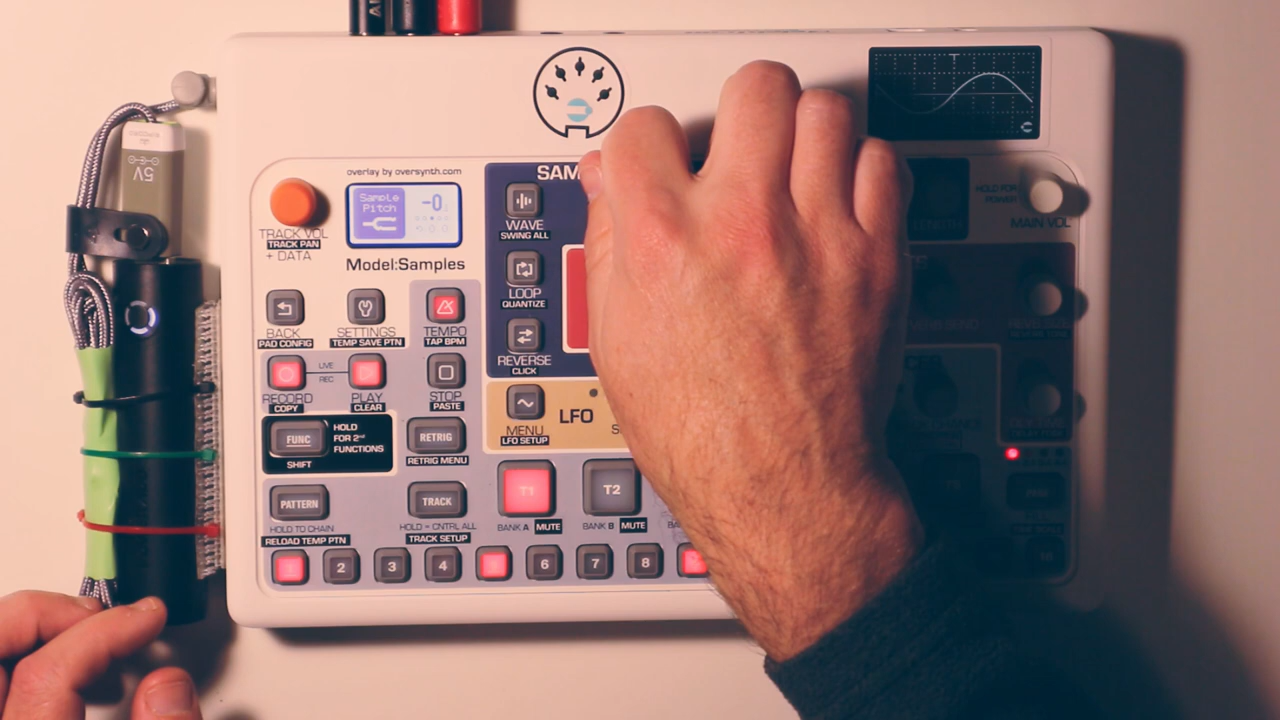 5V
overlay by oversynth.com
Sample
Pitch
-0
TRACK VOL
TRACK PAN
+ DATA
Model:Samples
SAM
WAVE
SWING ALL
LOOP
QUANTIZE
REVERSE
CLICK
HOLD FOR
POWER
MAIN VOL
LENGTH
BACK
PAD CONFIG
SETTINGS
TEMP SAVE PTN
TEMPO
TAP BPM
LIVE
REC
RECORD
COPY
PLAY
CLEAR
STOP
PASTE
MENU
LFO SETUP
LFO
S
FUNC
SHIFT
HOLD
FOR 2nd
FUNCTIONS
RETRIG
RETRIG MENU
T1
T2
BANK A MUTE
BANK B MUTE
BA
PATTERN
HOLD TO CHAIN
RELOAD TEMP PTN
TRACK
HOLD = CNTRL ALL
TRACK SETUP
2
3
4
6
7
8